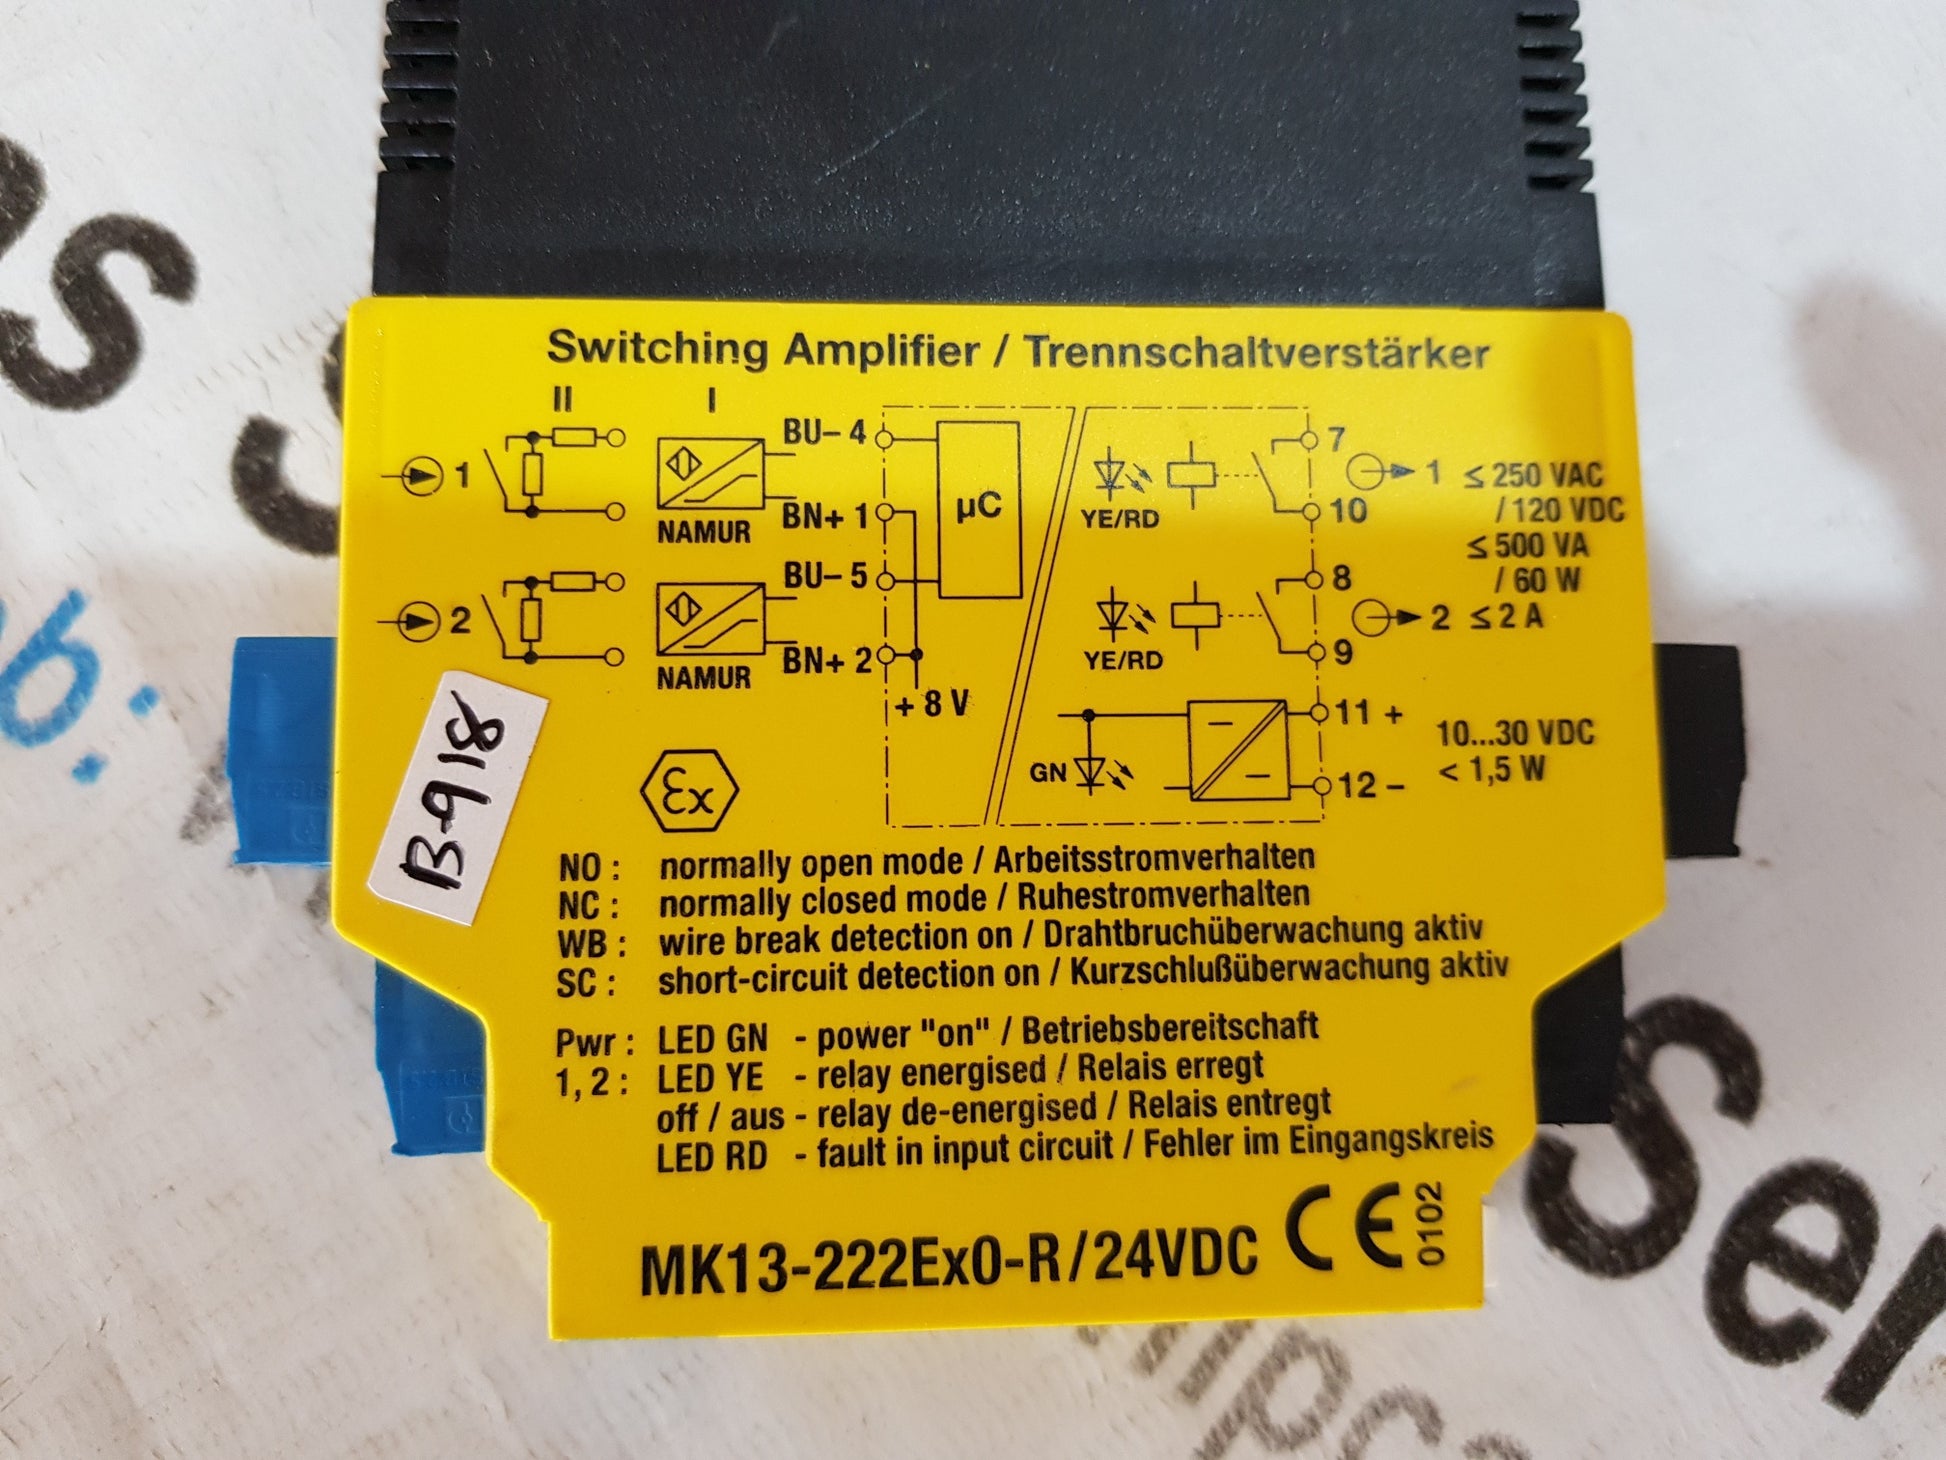 Switching Amplifier / Trennschaltverstärker
II I
BU– 4
7
1
1 ≤ 250 VAC
µC
BN+ 1
YE/RD
10
/ 120 VDC
NAMUR
≤ 500 VA
BU– 5
8
/ 60 W
2
2 ≤ 2 A
BN+ 2
YE/RD
9
NAMUR
+ 8 V
11 +
10...30 VDC
GN
12 –
< 1,5 W
Ex
B-918
NO : normally open mode / Arbeitsstromverhalten
NC : normally closed mode / Ruhestromverhalten
WB : wire break detection on / Drahtbruchüberwachung aktiv
SC : short-circuit detection on / Kurzschlußüberwachung aktiv
Pwr : LED GN - power "on" / Betriebsbereitschaft
1, 2 : LED YE - relay energised / Relais erregt
off / aus - relay de-energised / Relais entregt
LED RD - fault in input circuit / Fehler im Eingangskreis
MK13-222Ex0-R/24VDC CE 0102